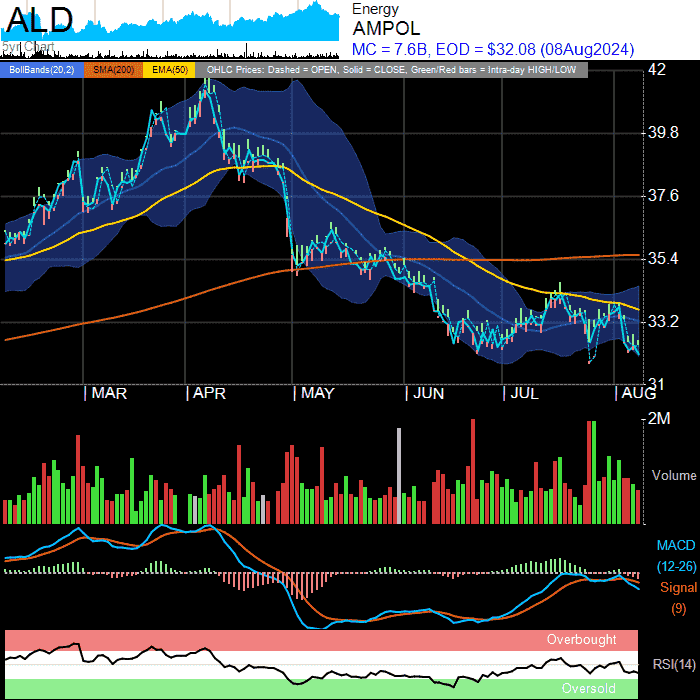 ALD
5yr Chart
Energy
AMPOL
MC = 7.6B, EOD = $32.08 (08Aug2024)
BollBands(20,2) SMA(200) EMA(50) OHLC Prices: Dashed = OPEN, Solid = CLOSE, Green/Red bars = Intra-day HIGH/LOW
42
39.8
37.6
35.4
33.2
31
| MAR | APR | MAY | JUN | JUL | AUG
2M
Volume
MACD
(12-26)
Signal
(9)
Overbought
RSI(14)
Oversold